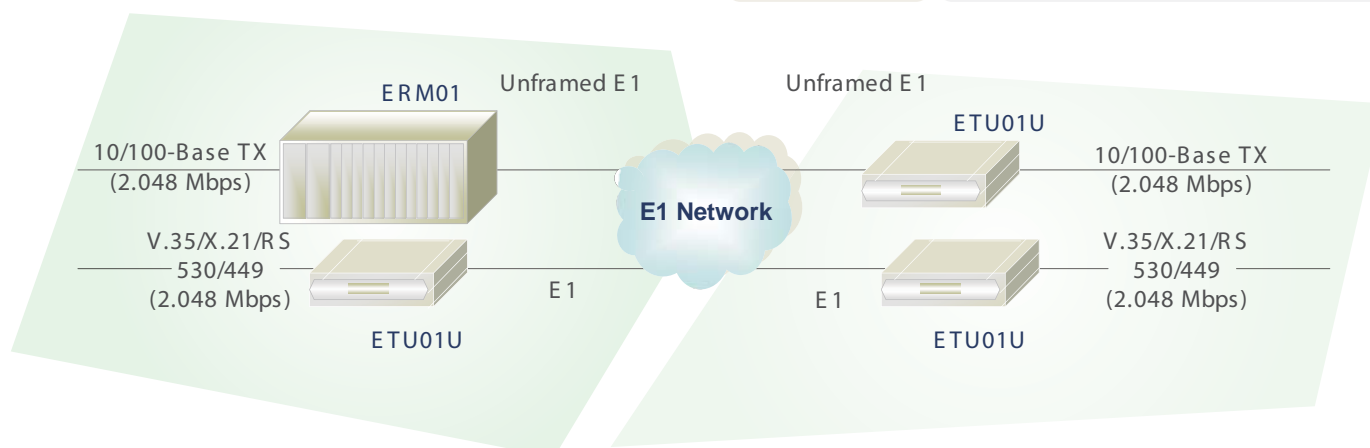 Unframed E1
Unframed E1
ERM01
ETU01U
10/100-Base TX
(2.048 Mbps)
10/100-Base TX
(2.048 Mbps)
E1 Network
V.35/X.21/RS
530/449
(2.048 Mbps)
E1
E1
V.35/X.21/RS
530/449
(2.048 Mbps)
ETU01U
ETU01U